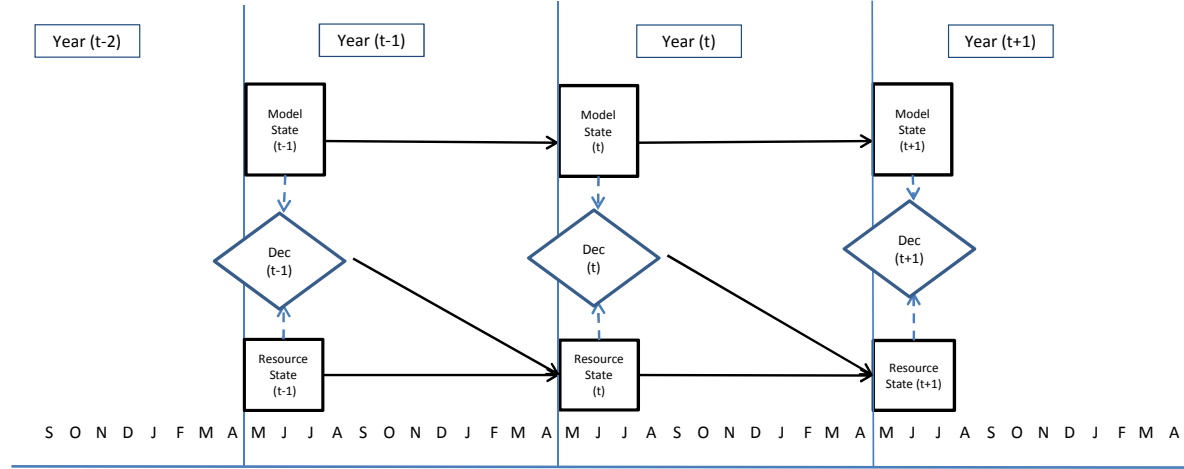 Year (t-2)
Year (t-1)
Year (t)
Year (t+1)
Model
State
(t-1)
Model
State
(t)
Model
State
(t+1)
Dec
(t-1)
Dec
(t)
Dec
(t+1)
Resource
State
(t-1)
Resource
State
(t)
Resource
State (t+1)
S O N D J F M A M J J A S O N D J F M A M J J A S O N D J F M A M J J A S O N D J F M A